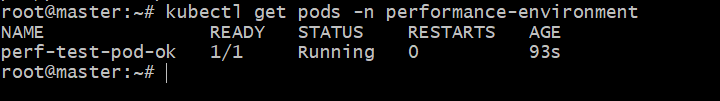 root@master:~# kubectl get pods -n performance-environment
NAME READY STATUS RESTARTS AGE
perf-test-pod-ok 1/1 Running 0 93s
root@master:~#